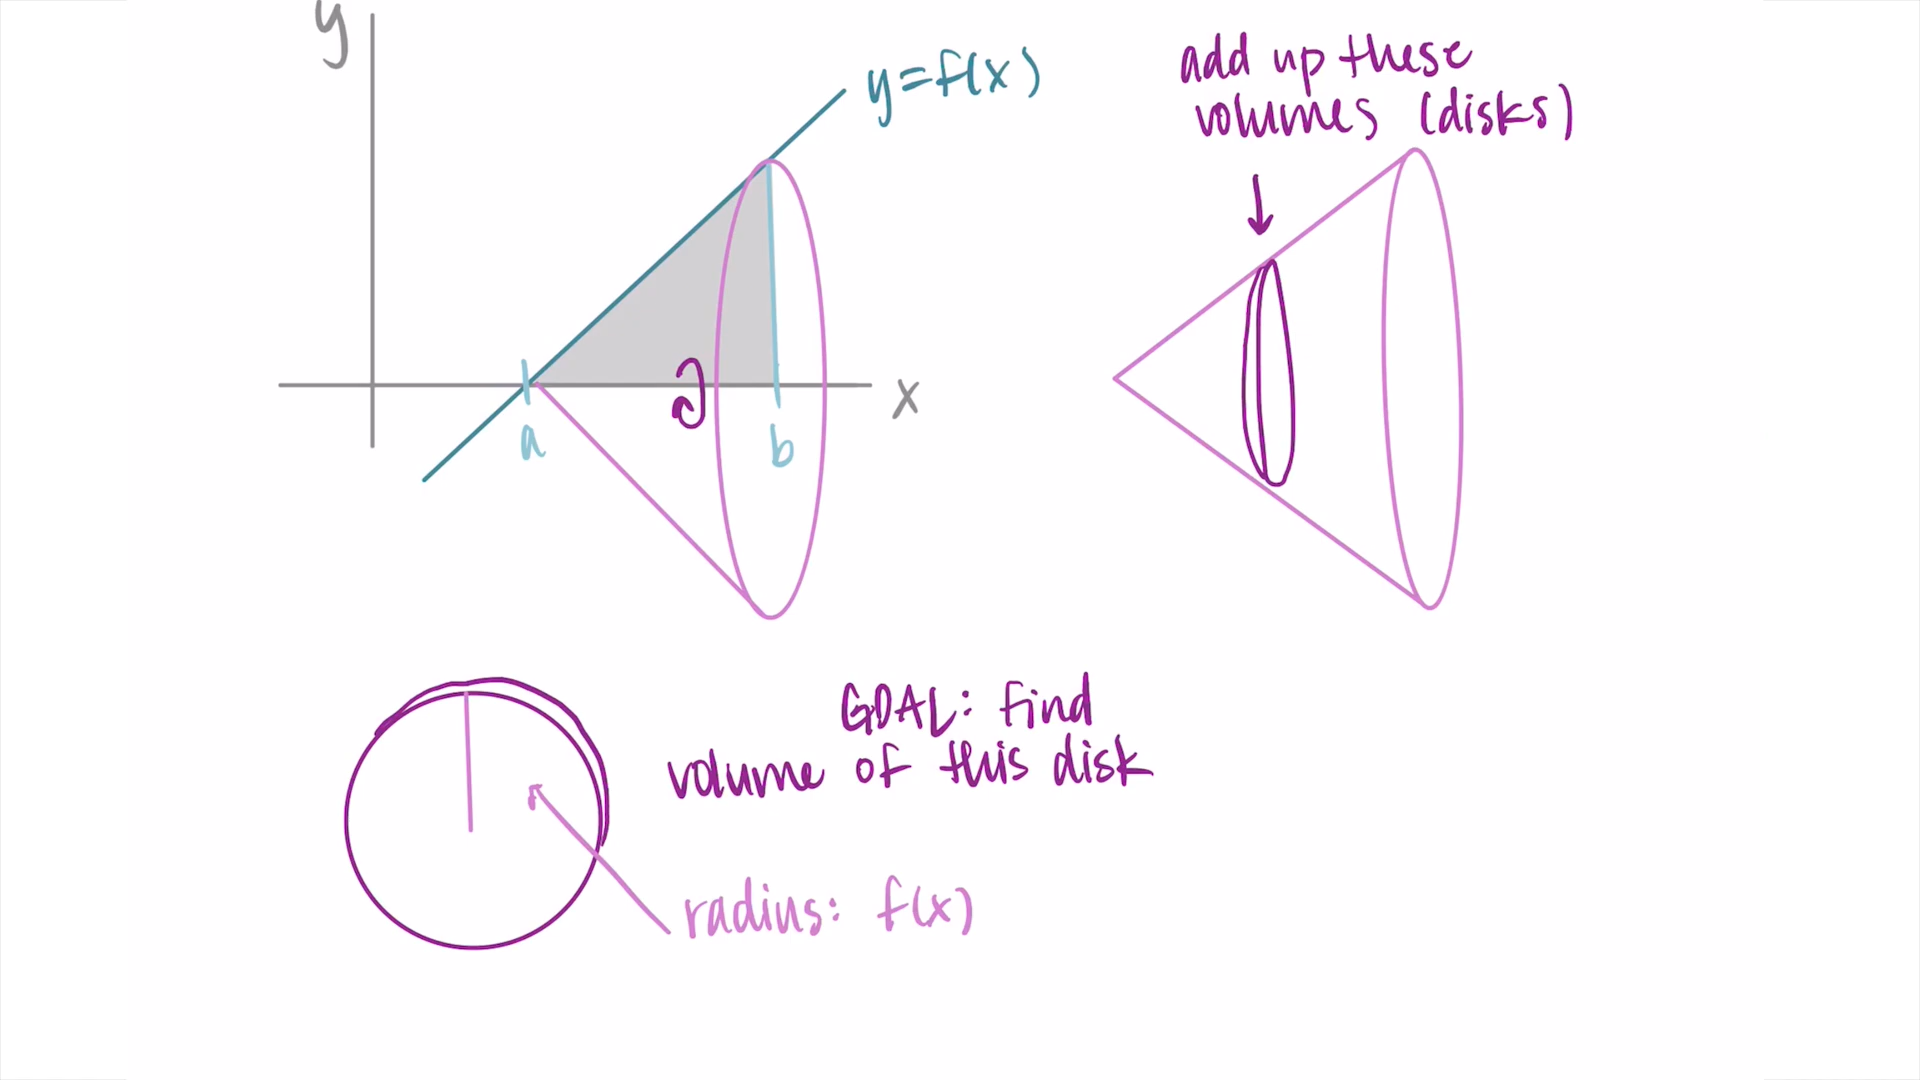 y
y=f(x)
x
a
b
add up these
volumes (disks)
GOAL: find
volume of this disk
radius: f(x)